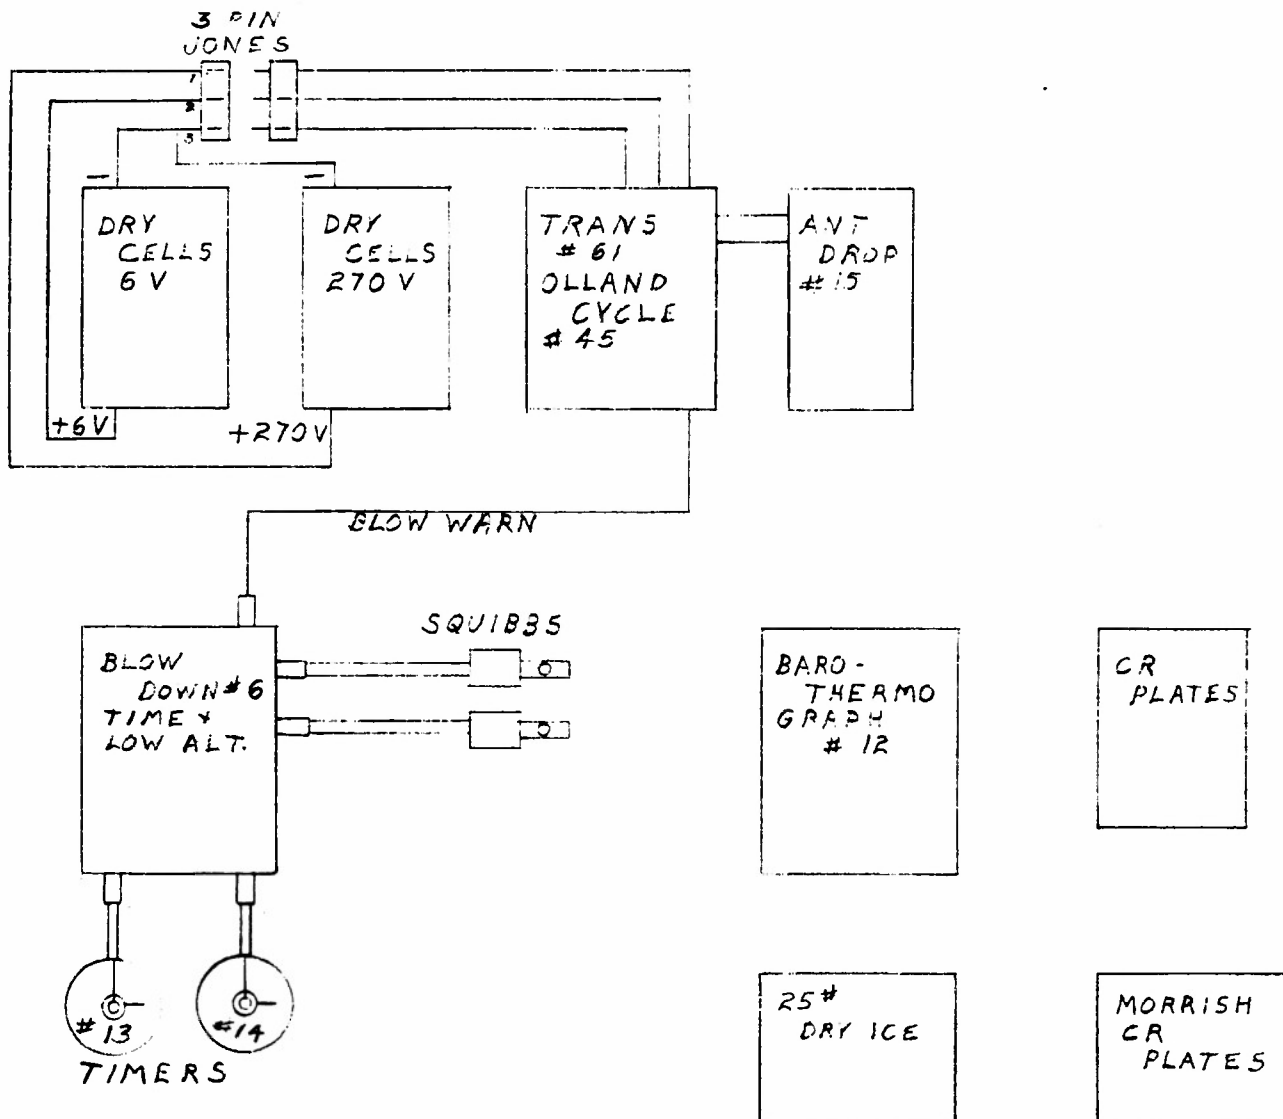 3 PIN
JONES
1
2
3
—
—
DRY
CELLS
6 V
DRY
CELLS
270 V
TRANS
# 61
OLLAND
CYCLE
# 45
ANT
DROP
# 15
+6V
+270V
BLOW WARN
SQUIBBS
BLOW
DOWN #6
TIME +
LOW ALT.
BARO-
THERMO
GRAPH
# 12
CR
PLATES
# 13
#14
TIMERS
25#
DRY ICE
MORRISH
CR
PLATES